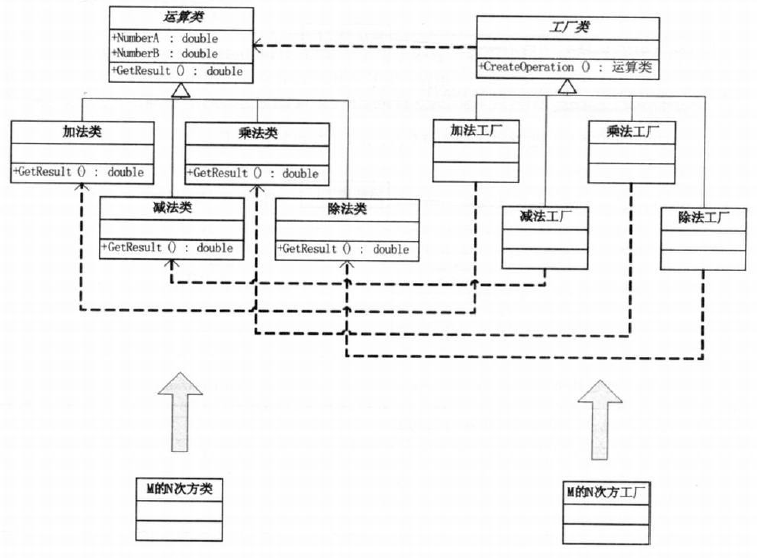 运算类
+NumberA : double
+NumberB : double
+GetResult () : double
工厂类
+CreateOperation () : 运算类
加法类
+GetResult () : double
乘法类
+GetResult () : double
加法工厂
乘法工厂
减法类
+GetResult () : double
除法类
+GetResult () : double
减法工厂
除法工厂
M的N次方类
M的N次方工厂